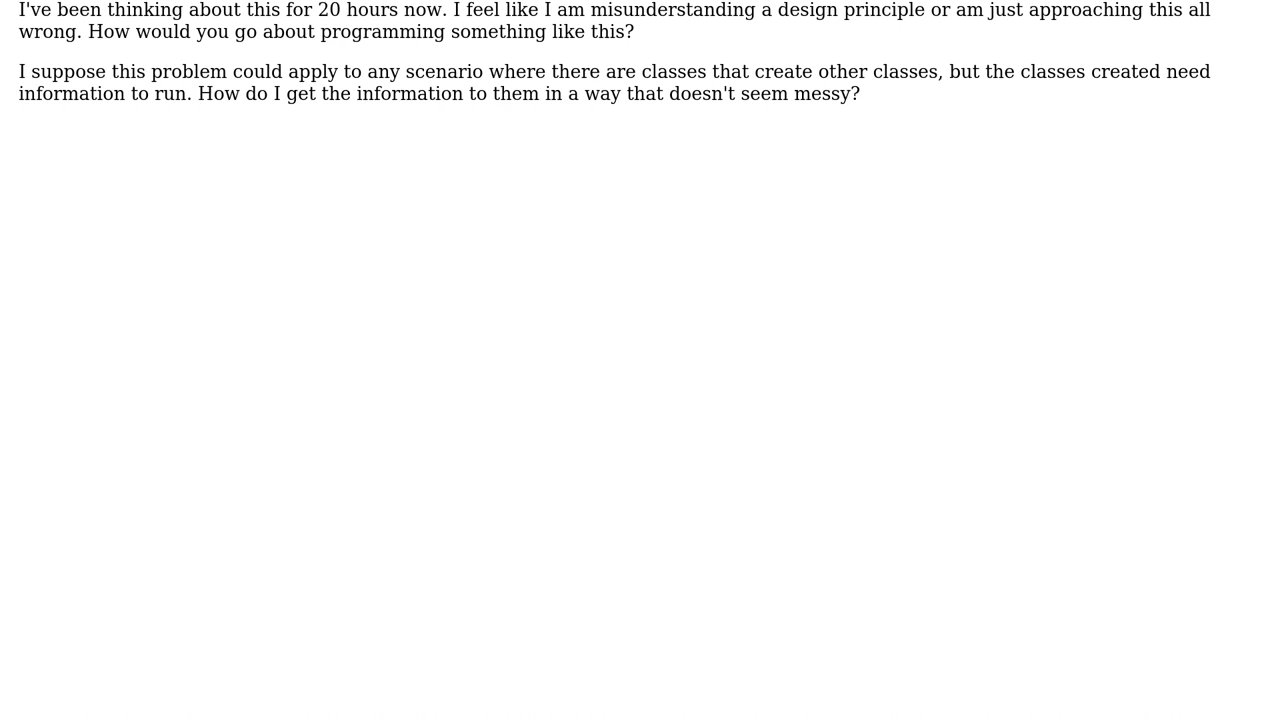 I've been thinking about this for 20 hours now. I feel like I am misunderstanding a design principle or am just approaching this all
wrong. How would you go about programming something like this?
I suppose this problem could apply to any scenario where there are classes that create other classes, but the classes created need
information to run. How do I get the information to them in a way that doesn't seem messy?